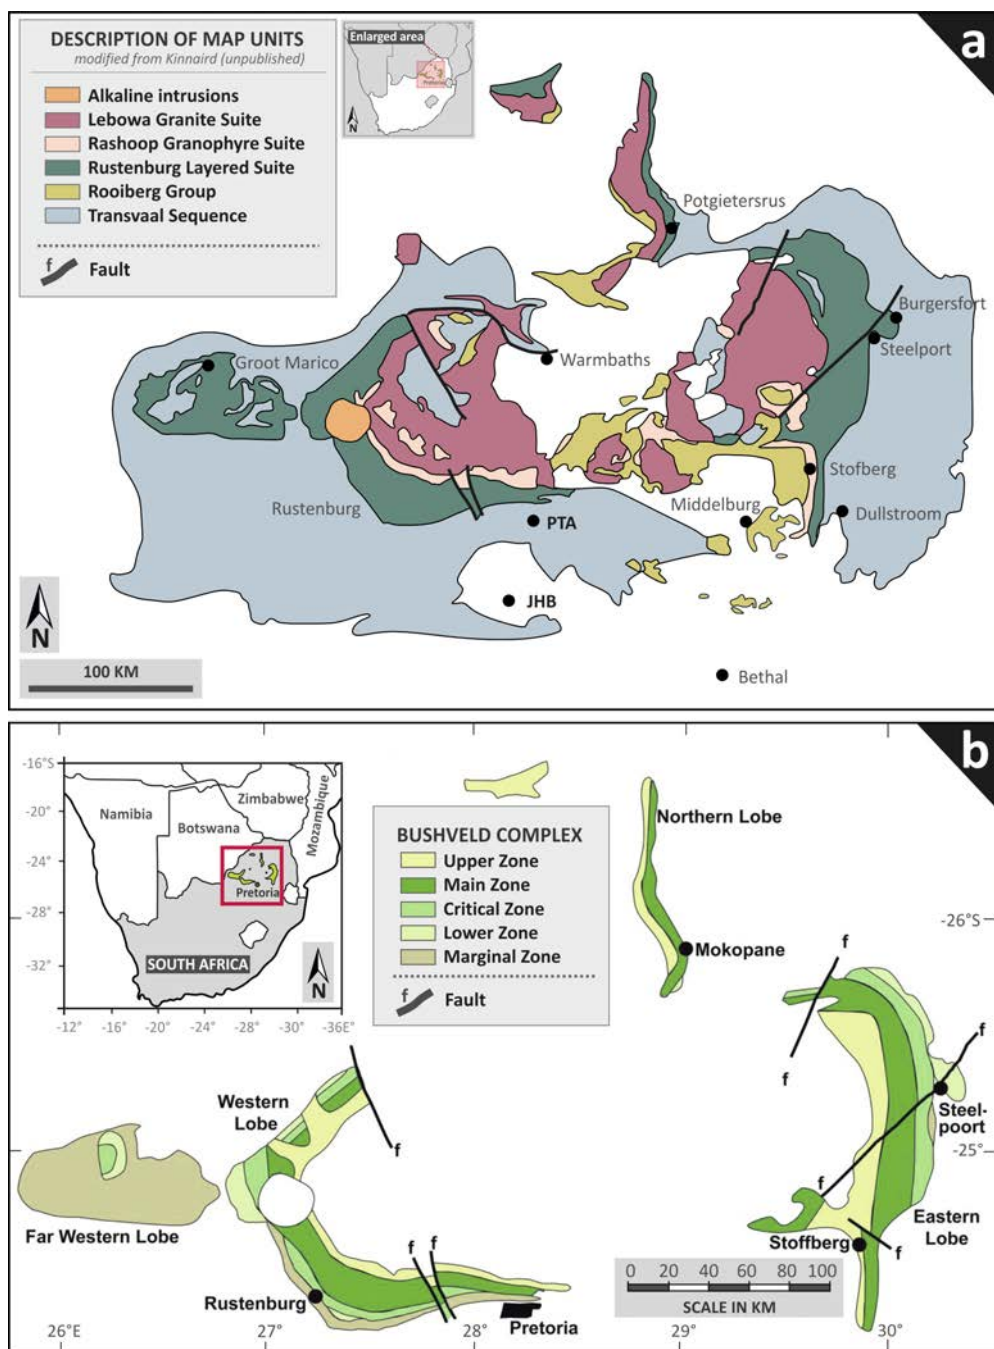 a
DESCRIPTION OF MAP UNITS
modified from Kinnaird (unpublished)
Alkaline intrusions
Lebowa Granite Suite
Rashoop Granophyre Suite
Rustenburg Layered Suite
Rooiberg Group
Transvaal Sequence
f
Fault
Enlarged area
Pretoria
N
Potgietersrus
Burgersfort
Steelport
Groot Marico
Warmbaths
Stofberg
Rustenburg
Middelburg
Dullstroom
PTA
JHB
N
100 KM
Bethal
b
-16°S
-20°
-24°
-28°
-32°
-12°
-16°
-20°
-24°
-28°
-30°
-36°E
Namibia
Zimbabwe
Botswana
Mozambique
Pretoria
SOUTH AFRICA
N
BUSHVELD COMPLEX
Upper Zone
Main Zone
Critical Zone
Lower Zone
Marginal Zone
f
Fault
Northern Lobe
Mokopane
-26°S
f
f
f
Steel-
poort
Western
Lobe
f
-25°
Far Western Lobe
Eastern
Lobe
Stoffberg
f
f
f
Rustenburg
Pretoria
0 20 40 60 80 100
SCALE IN KM
26°E
27°
28°
29°
30°